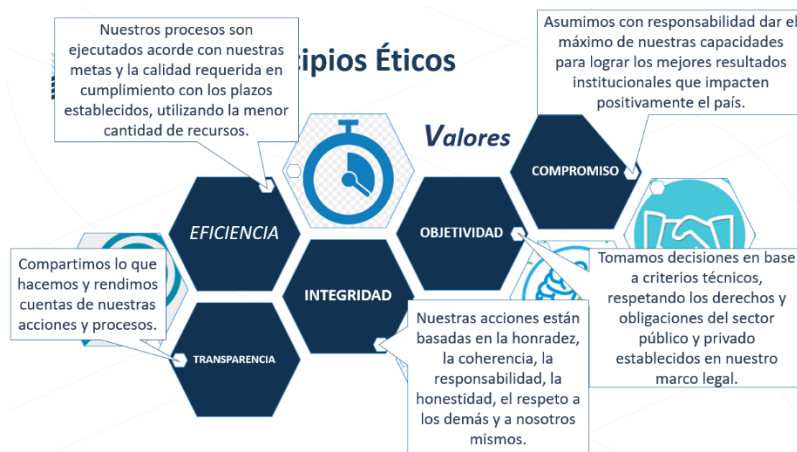 Nuestros procesos son
ejecutados acorde con nuestras
metas y la calidad requerida en
cumplimiento con los plazos
establecidos, utilizando la menor
cantidad de recursos.
cipios Éticos
Asumimos con responsabilidad dar el
máximo de nuestras capacidades
para lograr los mejores resultados
institucionales que impacten
positivamente el país.
Valores
COMPROMISO
EFICIENCIA
OBJETIVIDAD
Compartimos lo que
hacemos y rendimos
cuentas de nuestras
acciones y procesos.
INTEGRIDAD
Tomamos decisiones en base
a criterios técnicos,
respetando los derechos y
obligaciones del sector
público y privado
establecidos en nuestro
marco legal.
TRANSPARENCIA
Nuestras acciones están
basadas en la honradez,
la coherencia, la
responsabilidad, la
honestidad, el respeto a
los demás y a nosotros
mismos.